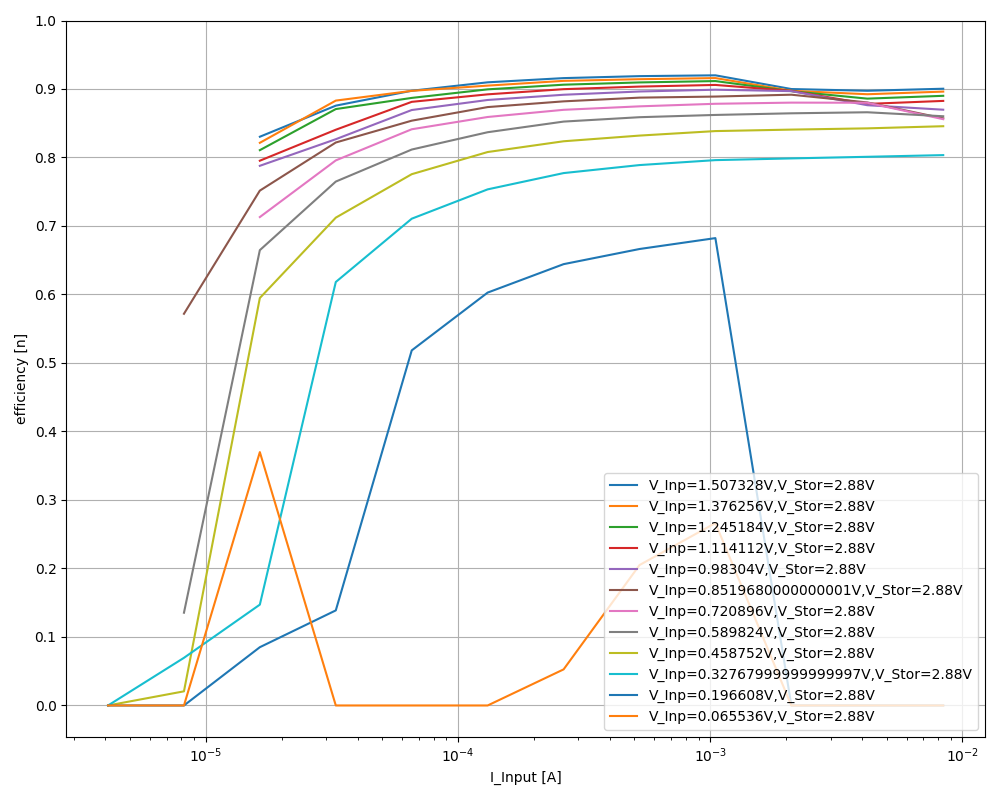 1.0
0.9
0.8
0.7
0.6
0.5
0.4
0.3
0.2
0.1
0.0
efficiency [n]
V_Inp=1.507328V,V_Stor=2.88V
V_Inp=1.376256V,V_Stor=2.88V
V_Inp=1.245184V,V_Stor=2.88V
V_Inp=1.114112V,V_Stor=2.88V
V_Inp=0.98304V,V_Stor=2.88V
V_Inp=0.8519680000000001V,V_Stor=2.88V
V_Inp=0.720896V,V_Stor=2.88V
V_Inp=0.589824V,V_Stor=2.88V
V_Inp=0.458752V,V_Stor=2.88V
V_Inp=0.32767999999999997V,V_Stor=2.88V
V_Inp=0.196608V,V_Stor=2.88V
V_Inp=0.065536V,V_Stor=2.88V
10⁻⁵ 10⁻⁴ 10⁻³ 10⁻²
I_Input [A]